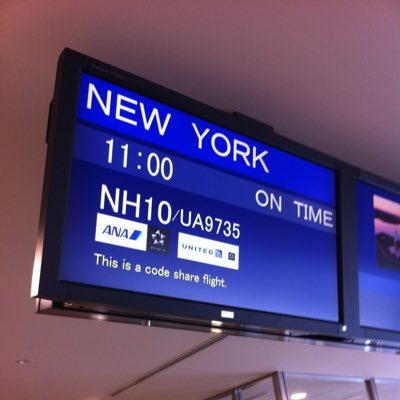 NEW YORK
11:00
ON TIME
NH10/UA9735
ANA UNITED
This is a code share flight.